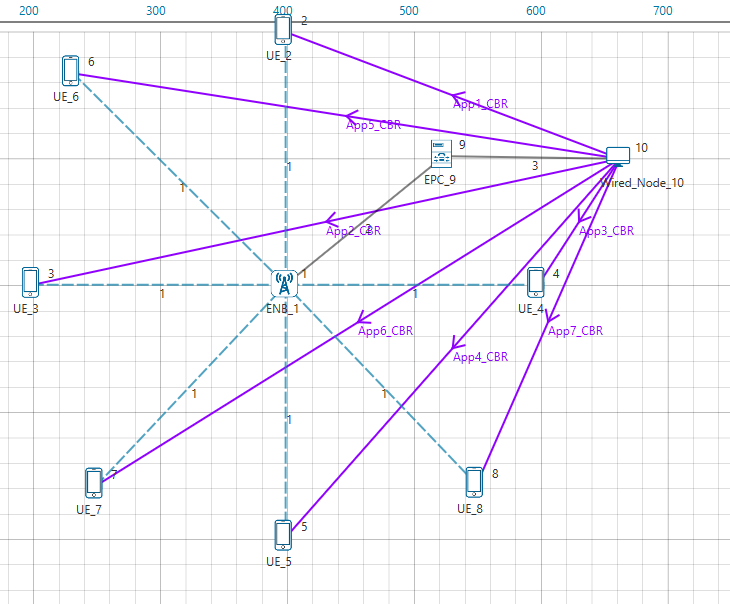 200 300 400 500 600 700
2
UE_2
6
UE_6
App1_CBR
App5_CBR
9
EPC_9
10
Wired_Node_10
3
1
1
2
App2_CBR
App3_CBR
3
UE_3
1
1
ENB_1
1
4
UE_4
App6_CBR
App7_CBR
App4_CBR
1
1
1
7
UE_7
8
UE_8
5
UE_5